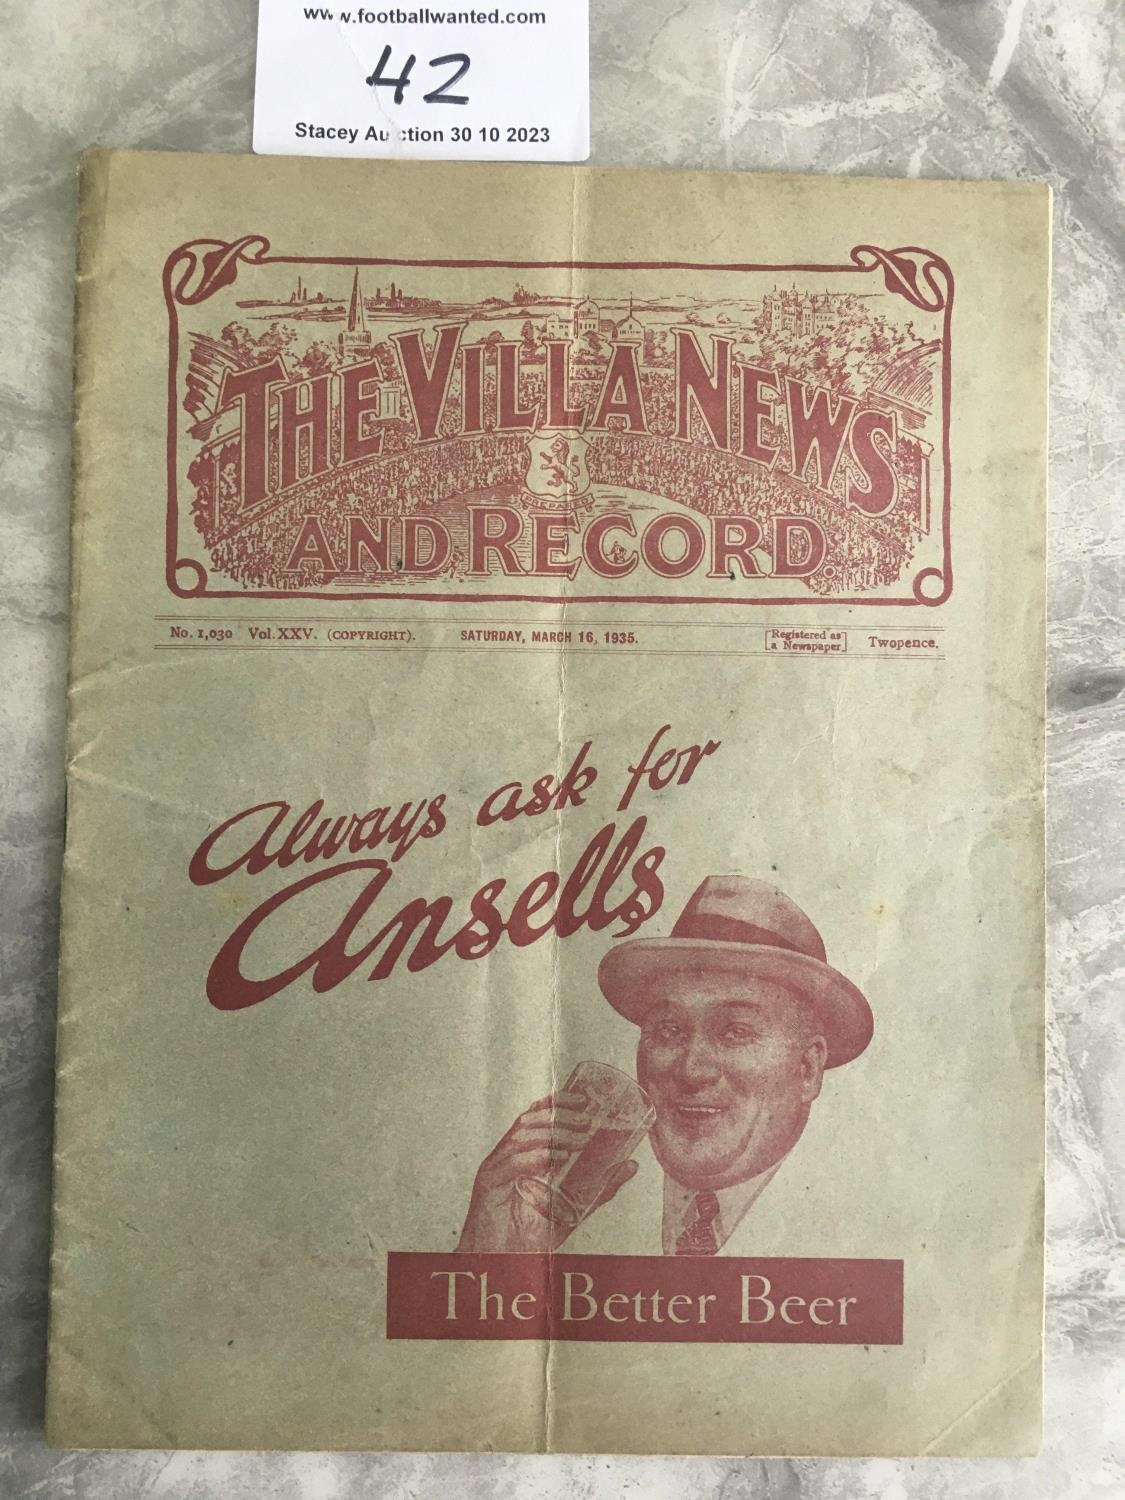 www.footballwanted.com
42
Stacey Auction 30 10 2023
THE VILLA NEWS
PREPARED
AND RECORD.
No. 1,030 Vol. XXV. (COPYRIGHT). SATURDAY, MARCH 16, 1935. [Registered as a Newspaper] Twopence.
Always ask for
Ansells
The Better Beer